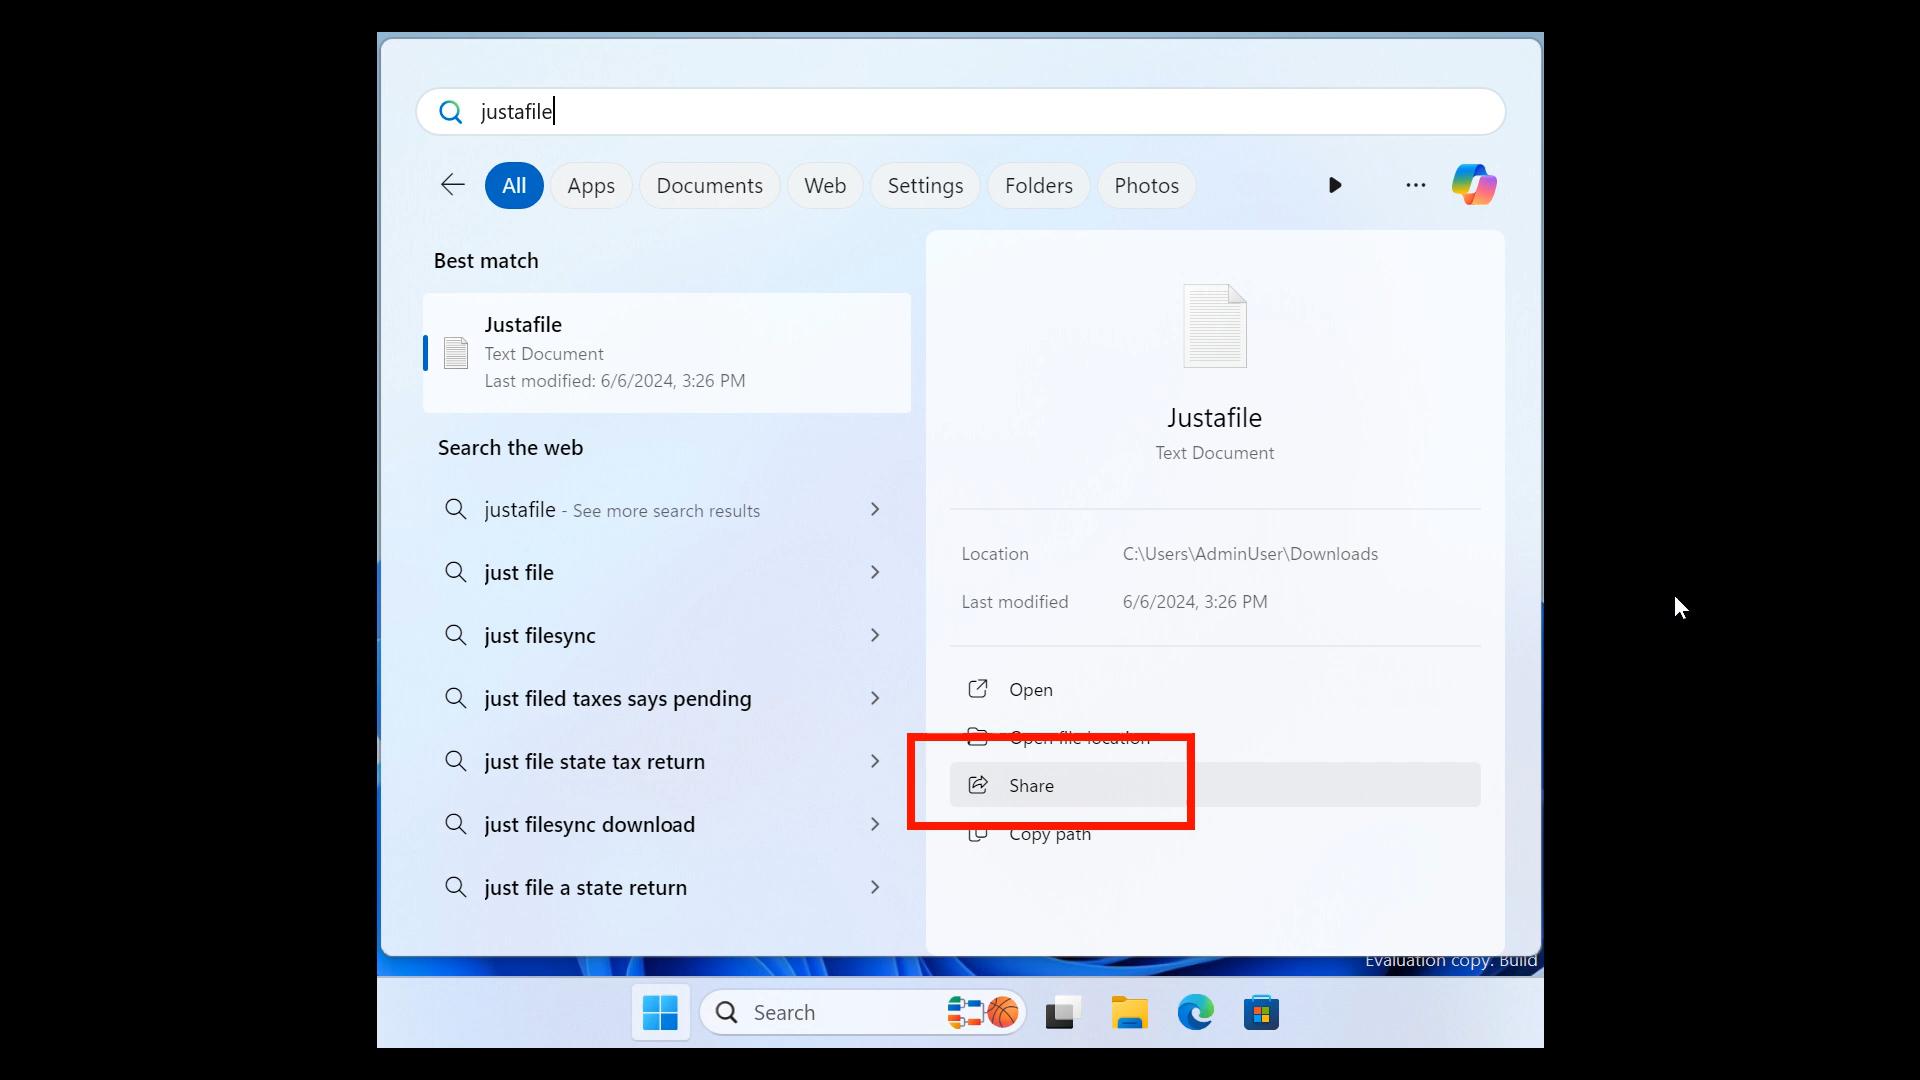 justafile
All Apps Documents Web Settings Folders Photos
Best match
Justafile
Text Document
Last modified: 6/6/2024, 3:26 PM
Search the web
justafile - See more search results
just file
just filesync
just filed taxes says pending
just file state tax return
just filesync download
just file a state return
Justafile
Text Document
Location C:\Users\AdminUser\Downloads
Last modified 6/6/2024, 3:26 PM
Open
Open file location
Share
Copy path
Evaluation copy. Build
Search